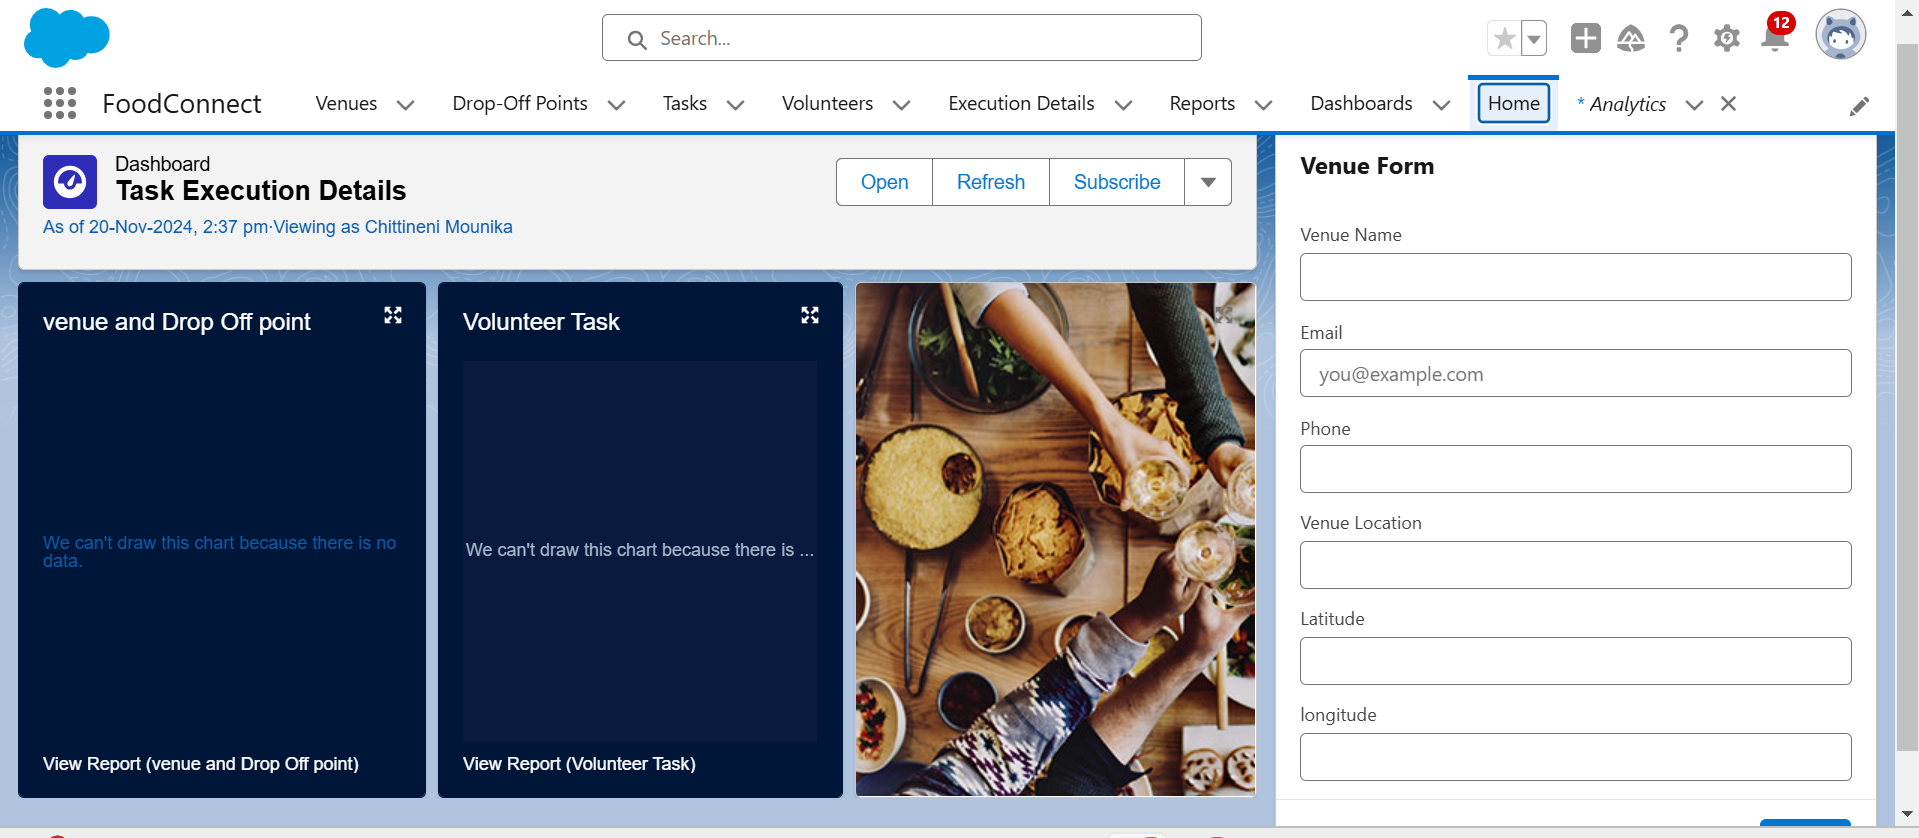 Search...
12
FoodConnect
Venues
Drop-Off Points
Tasks
Volunteers
Execution Details
Reports
Dashboards
Home
* Analytics
Dashboard
Task Execution Details
As of 20-Nov-2024, 2:37 pm·Viewing as Chittineni Mounika
Open
Refresh
Subscribe
venue and Drop Off point
We can't draw this chart because there is no
data.
View Report (venue and Drop Off point)
Volunteer Task
We can't draw this chart because there is ...
View Report (Volunteer Task)
Venue Form
Venue Name
Email
you@example.com
Phone
Venue Location
Latitude
longitude